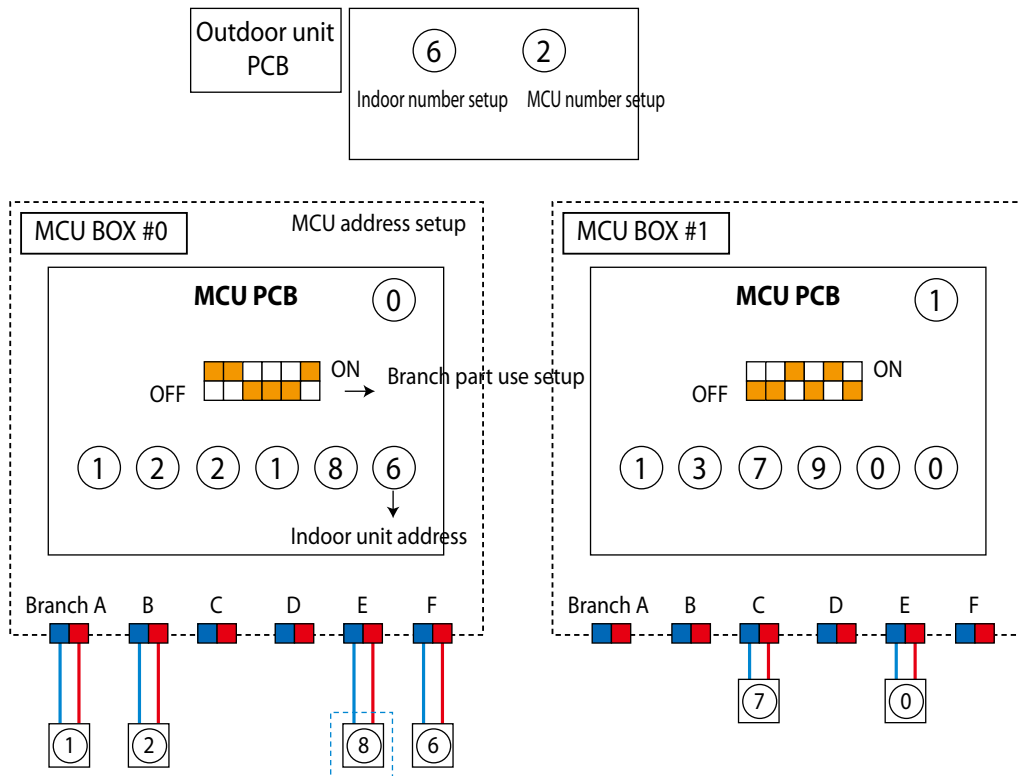 Outdoor unit
PCB
6 2
Indoor number setup MCU number setup
MCU BOX #0 MCU address setup
MCU PCB 0
ON
OFF
Branch part use setup
1 2 2 1 8 6
Indoor unit address
Branch A B C D E F
1 2 8 6
MCU BOX #1
MCU PCB 1
ON
OFF
1 3 7 9 0 0
Branch A B C D E F
7 0